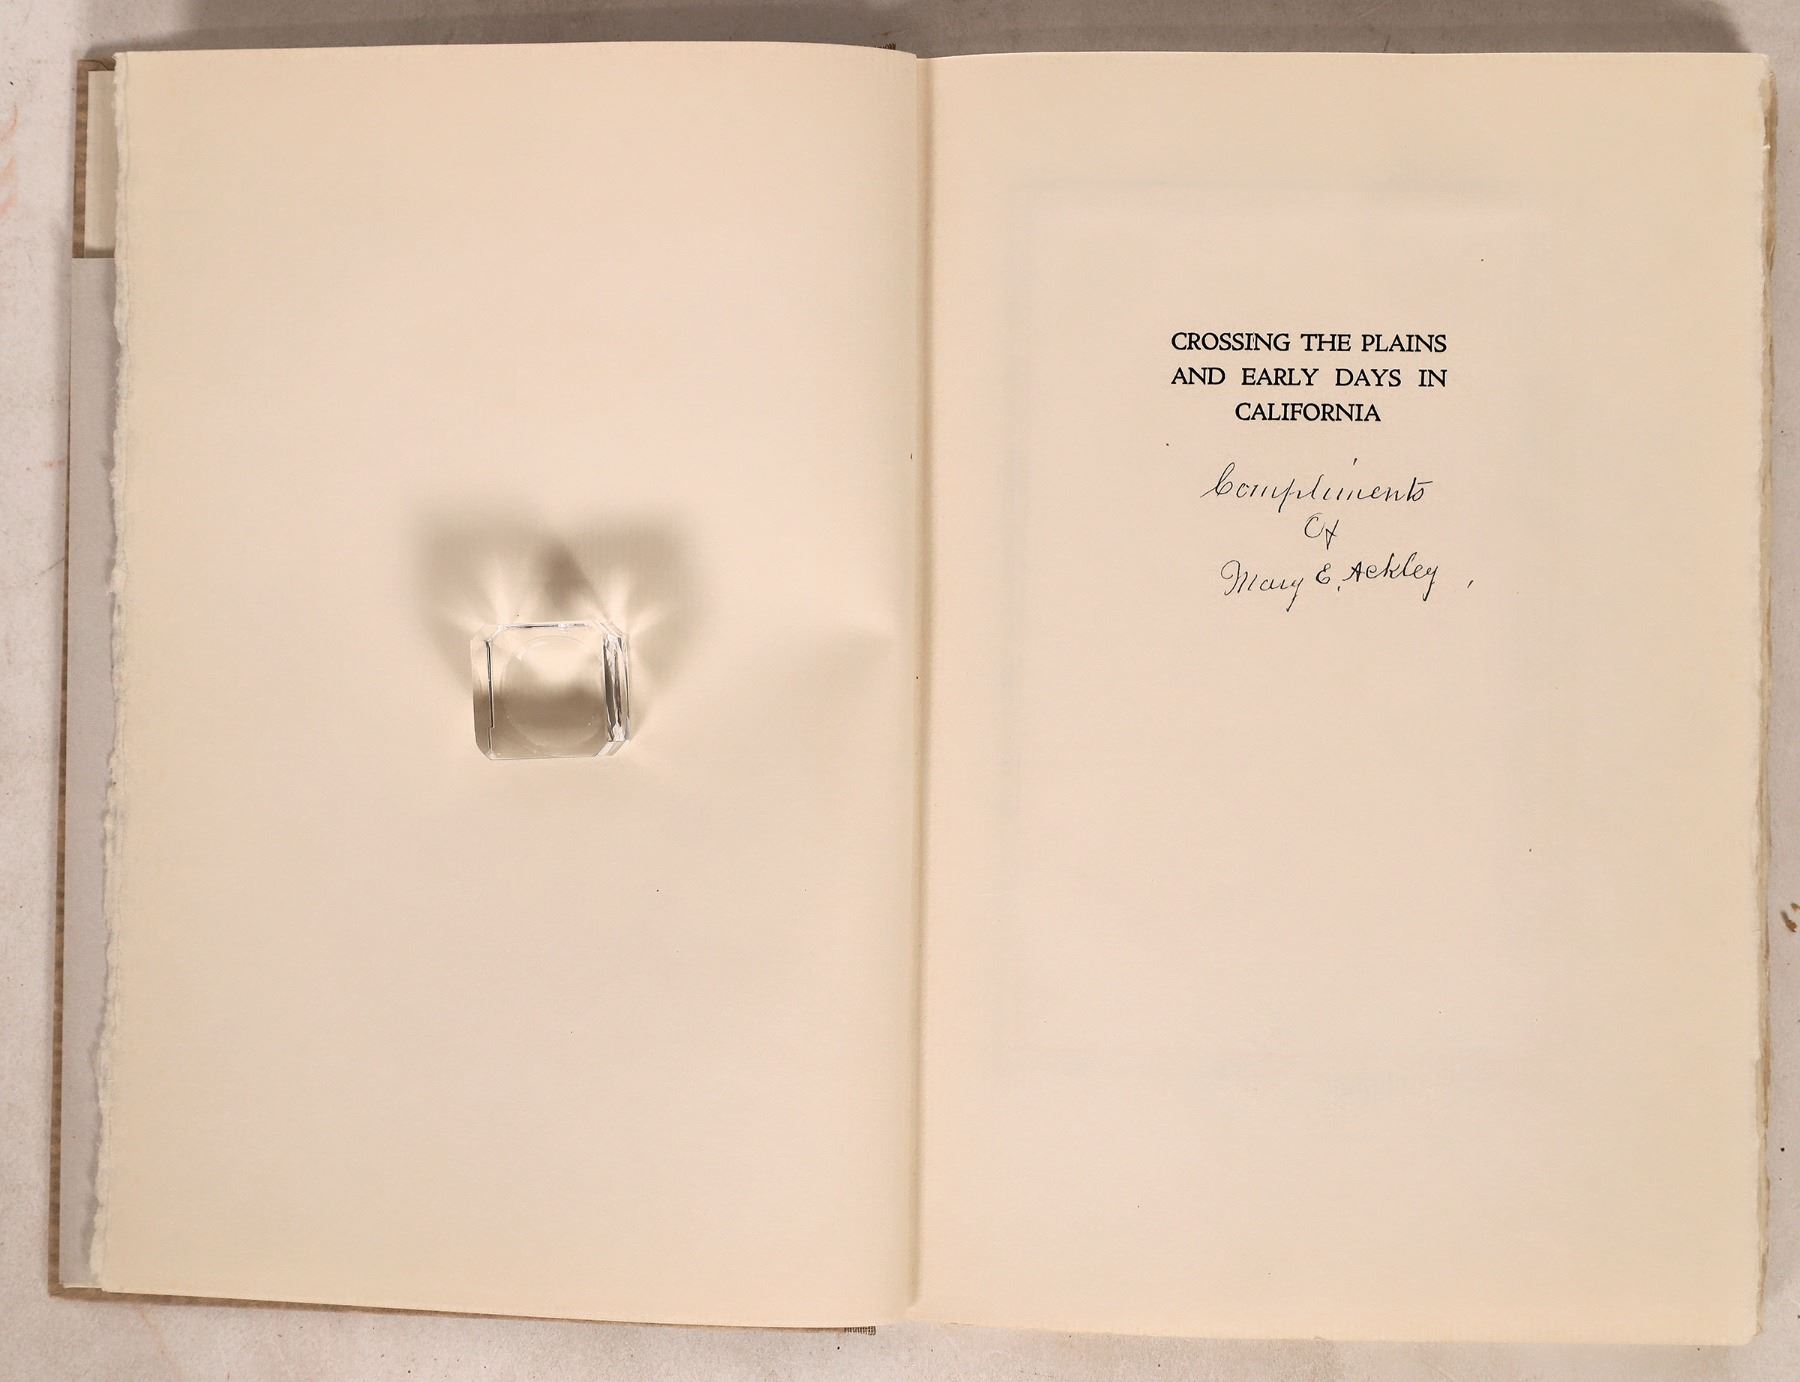 CROSSING THE PLAINS
AND EARLY DAYS IN
CALIFORNIA
Compliments
Of
Mary E. Ackley